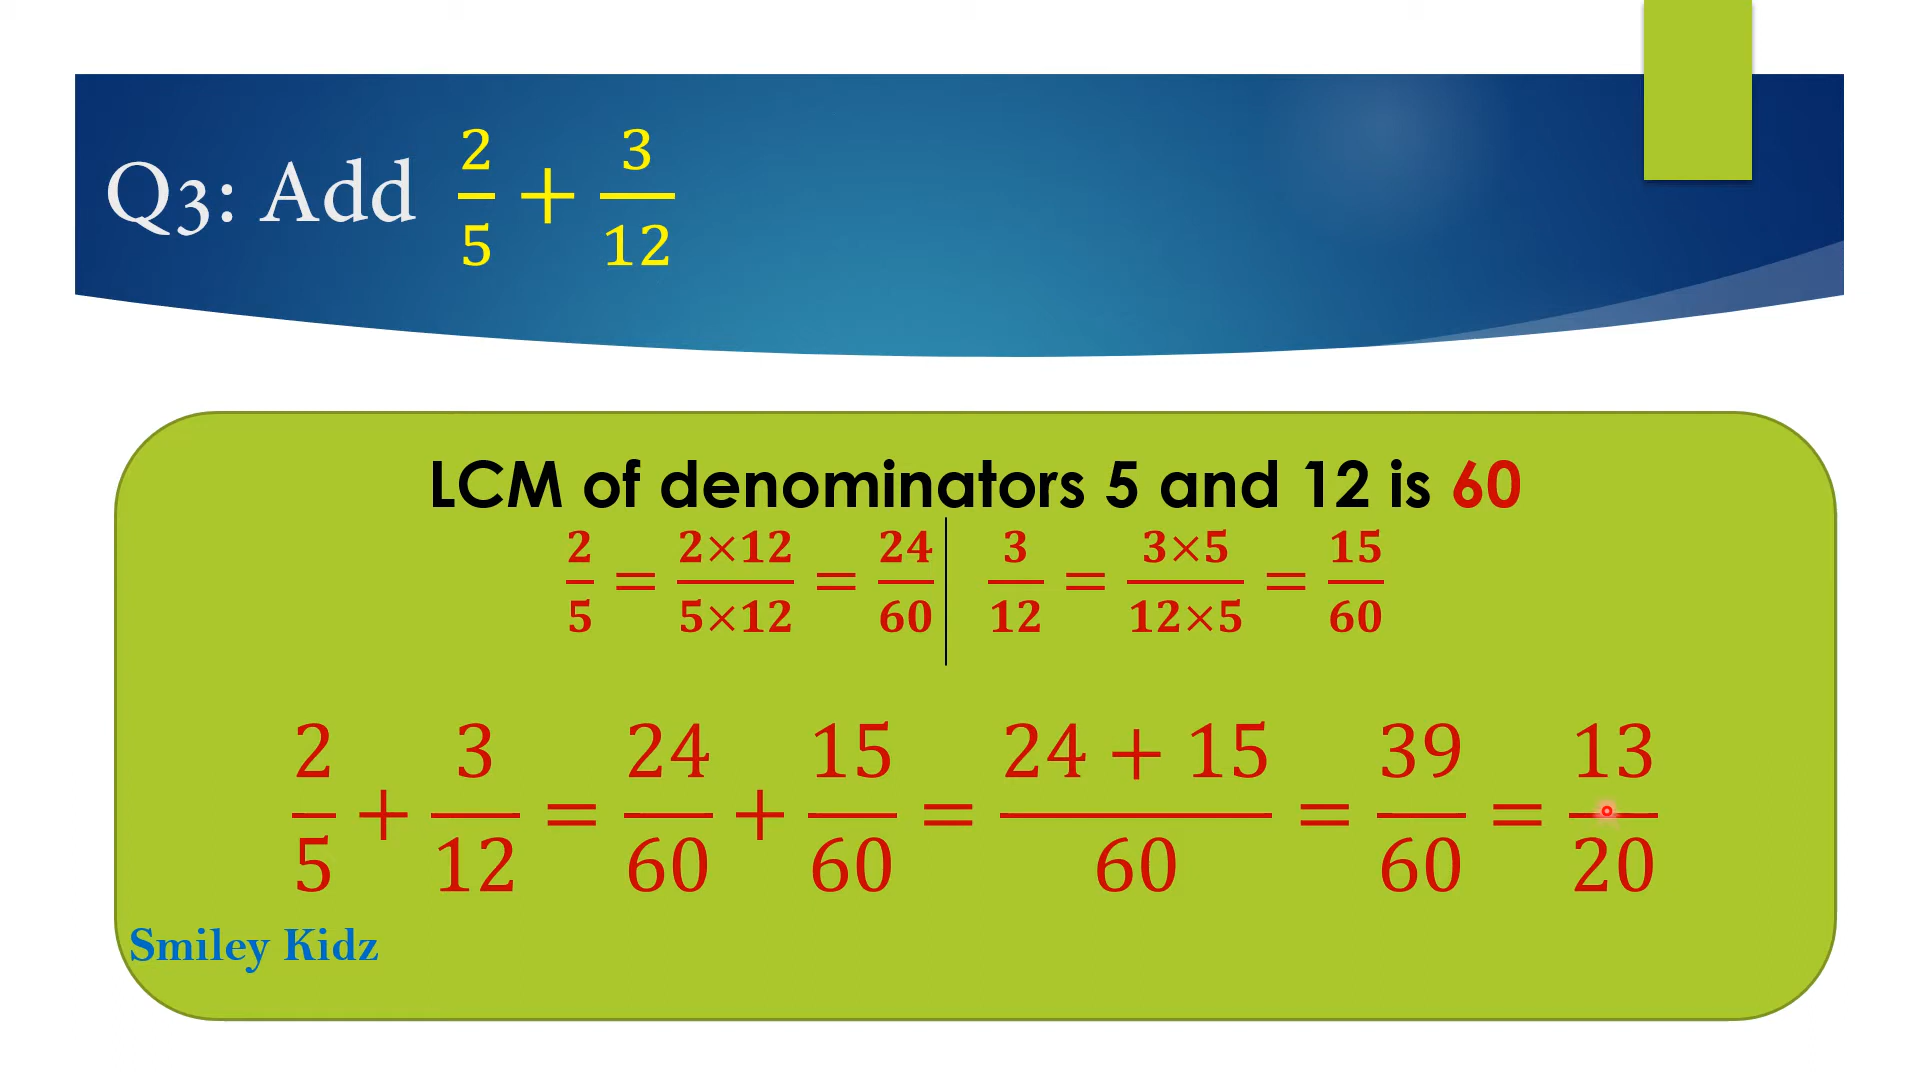 Q3: Add 2/5 + 3/12
LCM of denominators 5 and 12 is 60
2/5 = 2×12/5×12 = 24/60 | 3/12 = 3×5/12×5 = 15/60
2/5 + 3/12 = 24/60 + 15/60 = 24 + 15/60 = 39/60 = 13/20
Smiley Kidz